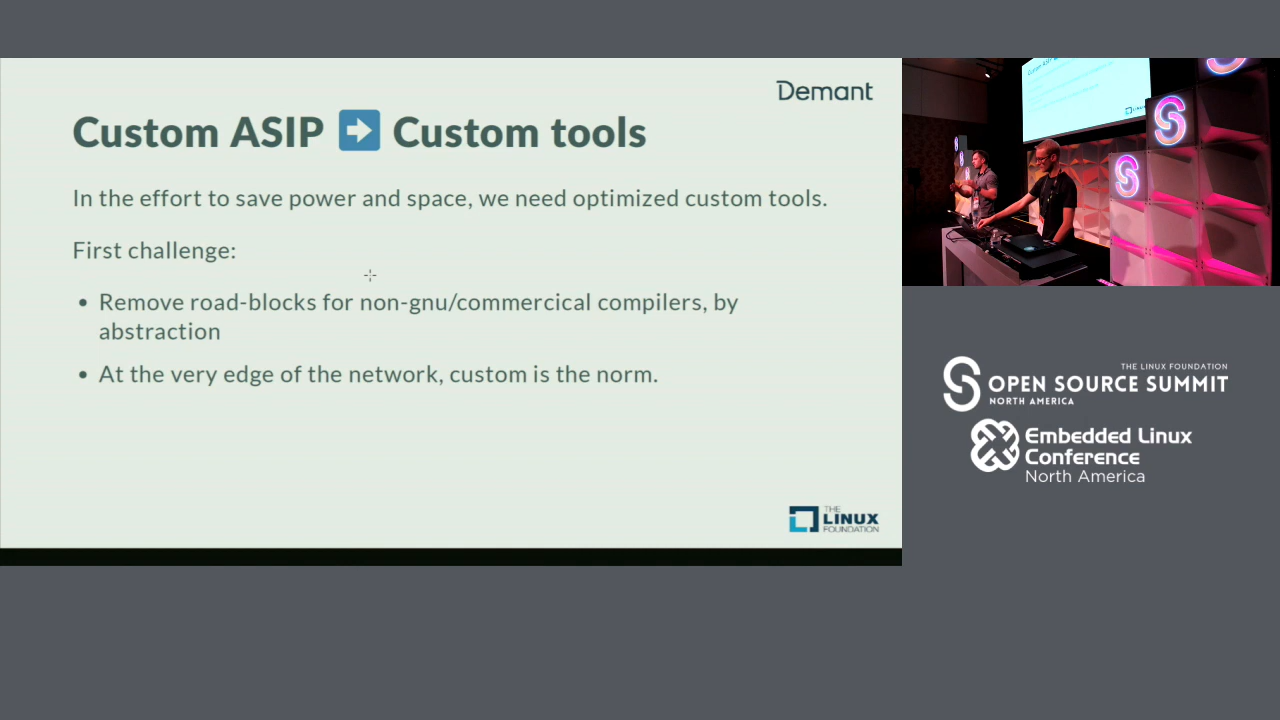 Demant
Custom ASIP ➡ Custom tools
In the effort to save power and space, we need optimized custom tools.
First challenge:
• Remove road-blocks for non-gnu/commercical compilers, by
abstraction
• At the very edge of the network, custom is the norm.
THE
LINUX
FOUNDATION
THE LINUX FOUNDATION
OPEN SOURCE SUMMIT
NORTH AMERICA
Embedded Linux
Conference
North America